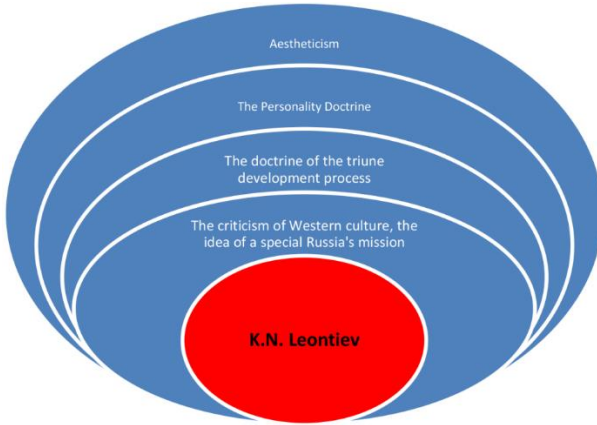 Aestheticism
The Personality Doctrine
The doctrine of the triune
development process
The criticism of Western culture, the
idea of a special Russia's mission
K.N. Leontiev